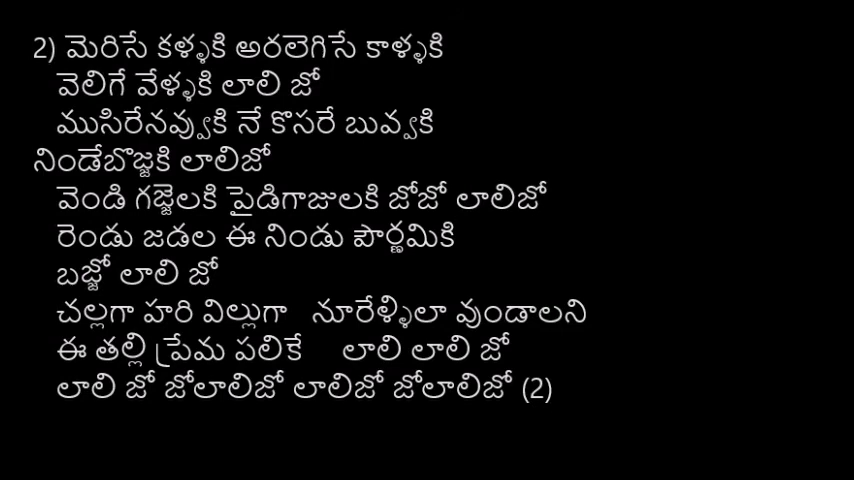 2) మెరిసే కళ్ళకి అరలెగిసే కాళ్ళకి
వెలిగే వేళ్ళకి లాలి జో
ముసిరేనవ్వుకి నే కొసరే బువ్వకి
నిండేబొజ్జకి లాలిజో
వెండి గజ్జెలకి పైడిగాజులకి జోజో లాలిజో
రెండు జడల ఈ నిండు పౌర్ణమికి
బజ్జో లాలి జో
చల్లగా హరి విల్లుగా నూరేళ్ళిలా వుండాలని
ఈ తల్లి ప్రేమ పలికే లాలి లాలి జో
లాలి జో జోలాలిజో లాలిజో జోలాలిజో (2)